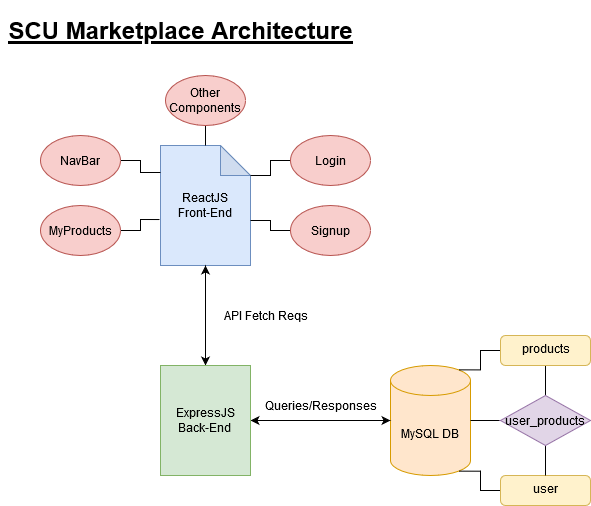 SCU Marketplace Architecture
Other
Components
NavBar
Login
ReactJS
Front-End
MyProducts
Signup
API Fetch Reqs
products
ExpressJS
Back-End
Queries/Responses
MySQL DB
user_products
user